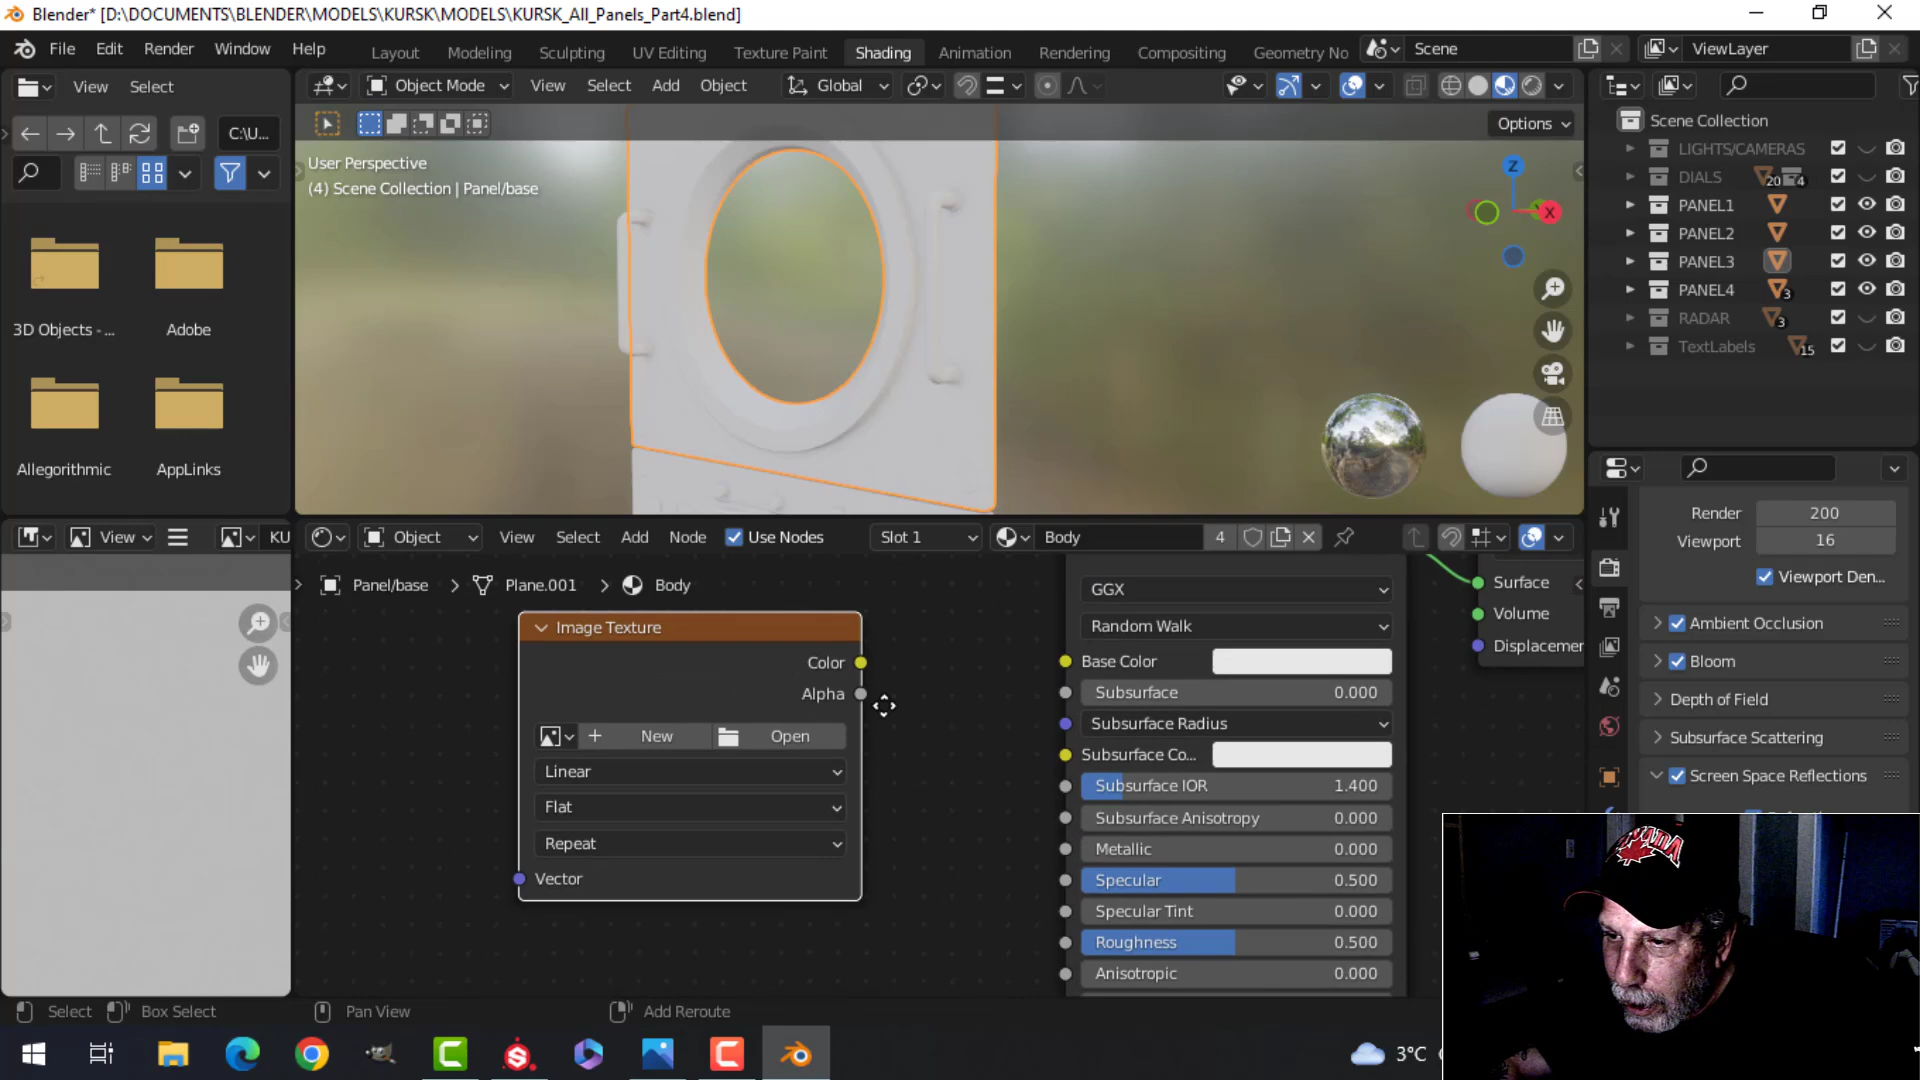 Blender* [D:\DOCUMENTS\BLENDER\MODELS\KURSK\MODELS\KURSK_All_Panels_Part4.blend]
File Edit Render Window Help
Layout Modeling Sculpting UV Editing Texture Paint Shading Animation Rendering Compositing Geometry No
Scene
ViewLayer
View Select
Object Mode View Select Add Object Global
C:\U...
Options
User Perspective
(4) Scene Collection | Panel/base
Z
X
3D Objects - ...
Adobe
Allegorithmic
AppLinks
Scene Collection
LIGHTS/CAMERAS
DIALS 20 4
PANEL1
PANEL2
PANEL3
PANEL4 3
RADAR 3
TextLabels 15
View
KU
Object View Select Add Node Use Nodes Slot 1 Body 4
Panel/base > Plane.001 > Body
Image Texture
Color
Alpha
New Open
Linear
Flat
Repeat
Vector
GGX
Random Walk
Base Color
Subsurface 0.000
Subsurface Radius
Subsurface Co...
Subsurface IOR 1.400
Subsurface Anisotropy 0.000
Metallic 0.000
Specular 0.500
Specular Tint 0.000
Roughness 0.500
Anisotropic 0.000
Surface
Volume
Displacemer
Render 200
Viewport 16
Viewport Den...
Ambient Occlusion
Bloom
Depth of Field
Subsurface Scattering
Screen Space Reflections
Select Box Select Pan View Add Reroute
3°C